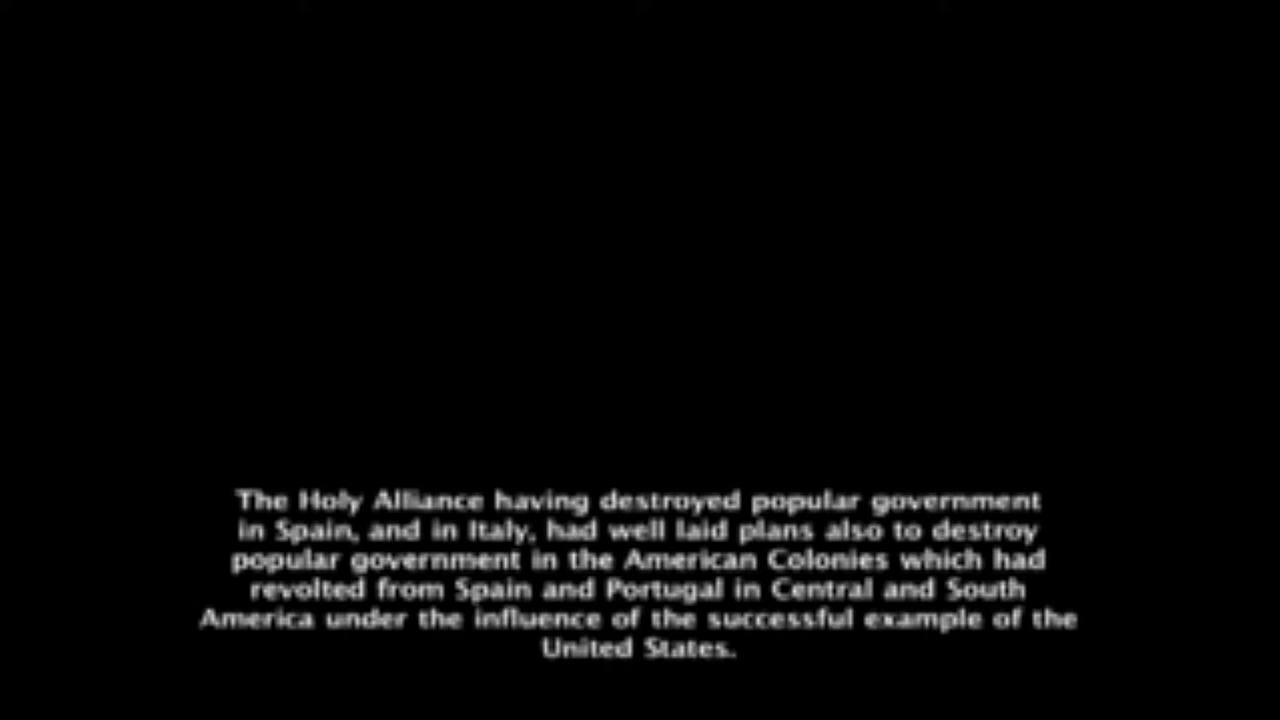 The Holy Alliance having destroyed popular government
in Spain, and in Italy, had well laid plans also to destroy
popular government in the American Colonies which had
revolted from Spain and Portugal in Central and South
America under the influence of the successful example of the
United States.